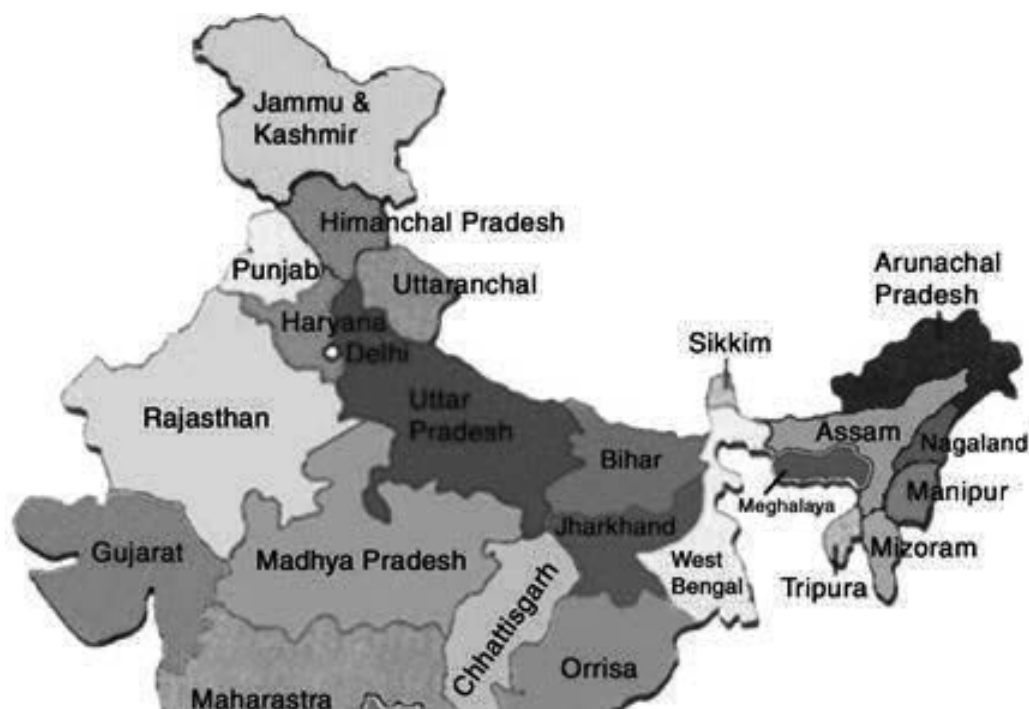 Jammu &
Kashmir
Himanchal Pradesh
Punjab
Uttaranchal
Haryana
Delhi
Arunachal
Pradesh
Sikkim
Rajasthan
Uttar
Pradesh
Assam
Nagaland
Bihar
Meghalaya
Manipur
Jharkhand
Gujarat
Madhya Pradesh
West
Bengal
Mizoram
Tripura
Chhattisgarh
Orrisa
Maharastra